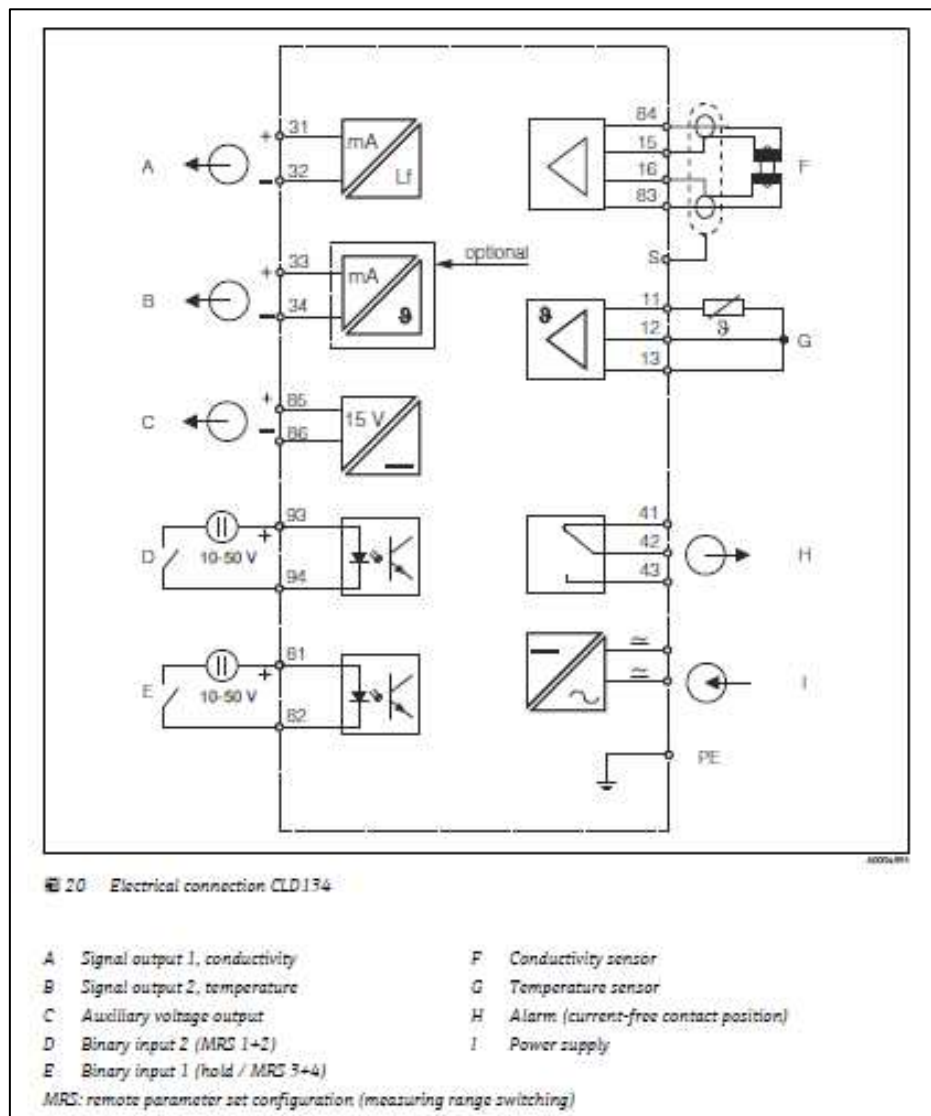 A
+ 31
- 32
mA
Lf
B
+ 33
- 34
mA
ϑ
optional
C
+ 85
- 86
15 V
D
93
+
10-50 V
94
E
81
+
10-50 V
82
84
15
16
83
S
F
11
12
13
ϑ
ϑ
G
41
42
43
H
I
PE
20 Electrical connection CLD134
A Signal output 1, conductivity
B Signal output 2, temperature
C Auxiliary voltage output
D Binary input 2 (MRS 1+2)
E Binary input 1 (hold / MRS 3+4)
F Conductivity sensor
G Temperature sensor
H Alarm (current-free contact position)
I Power supply
MRS: remote parameter set configuration (measuring range switching)